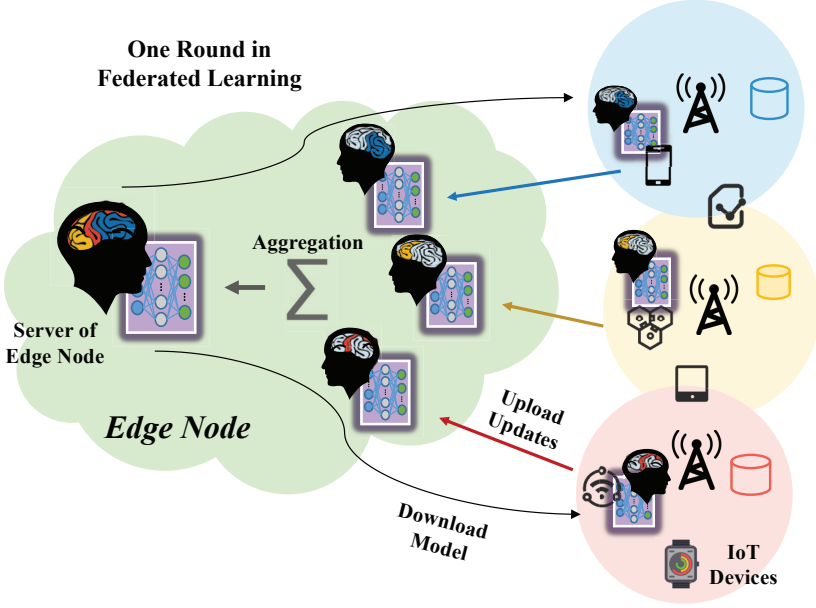 One Round in
Federated Learning
Aggregation
Σ
Server of
Edge Node
Edge Node
Upload
Updates
Download
Model
IoT
Devices